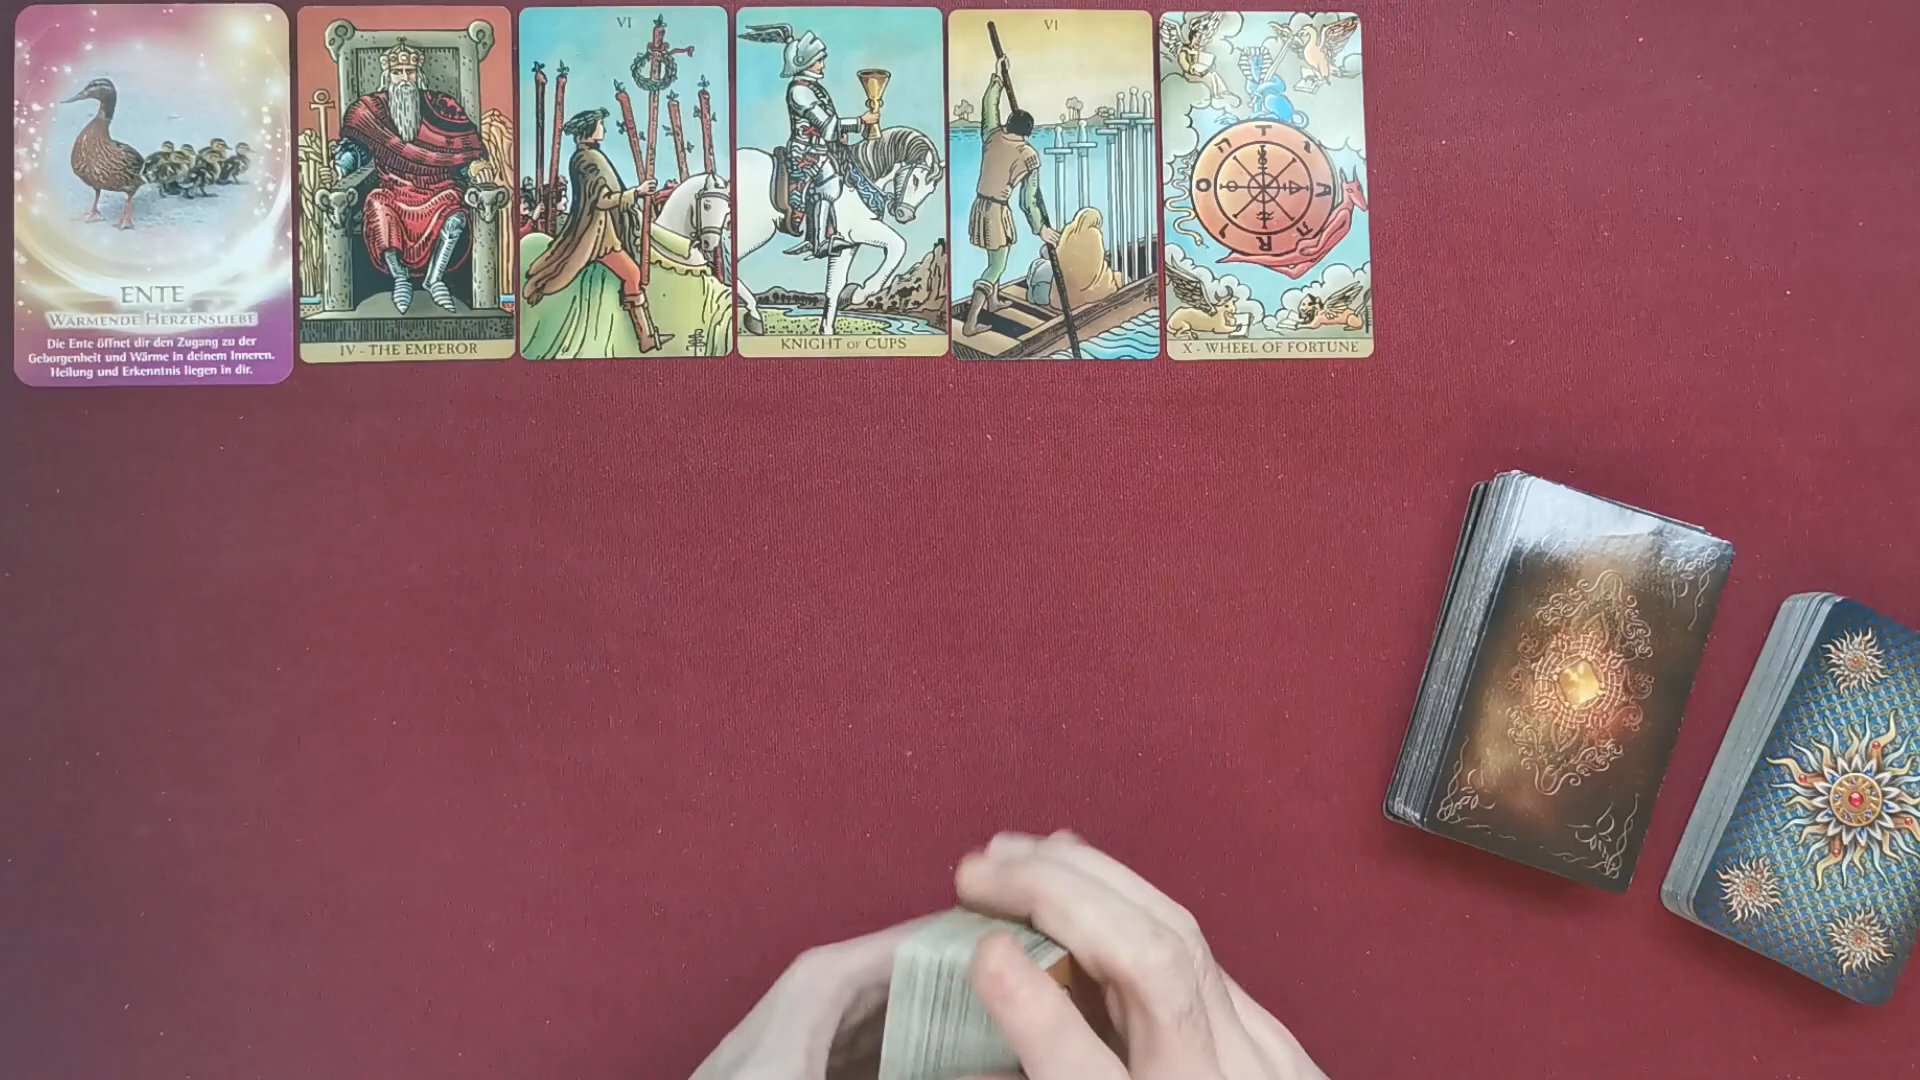 ENTE
WÄRMENDE HERZENSLIEBE
Die Ente öffnet dir den Zugang zu der
Geborgenheit und Wärme in deinem Inneren.
Heilung und Erkenntnis liegen in dir.
IV - THE EMPEROR
VI
KNIGHT OF CUPS
VI
T
A
R
O
X - WHEEL OF FORTUNE